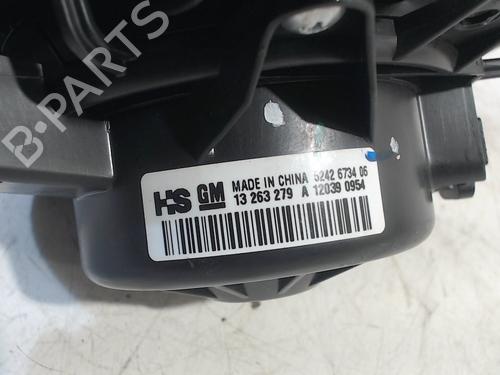 B-PARTS
HS GM MADE IN CHINA 5242 6734 06
13 263 279 A 12039 0954